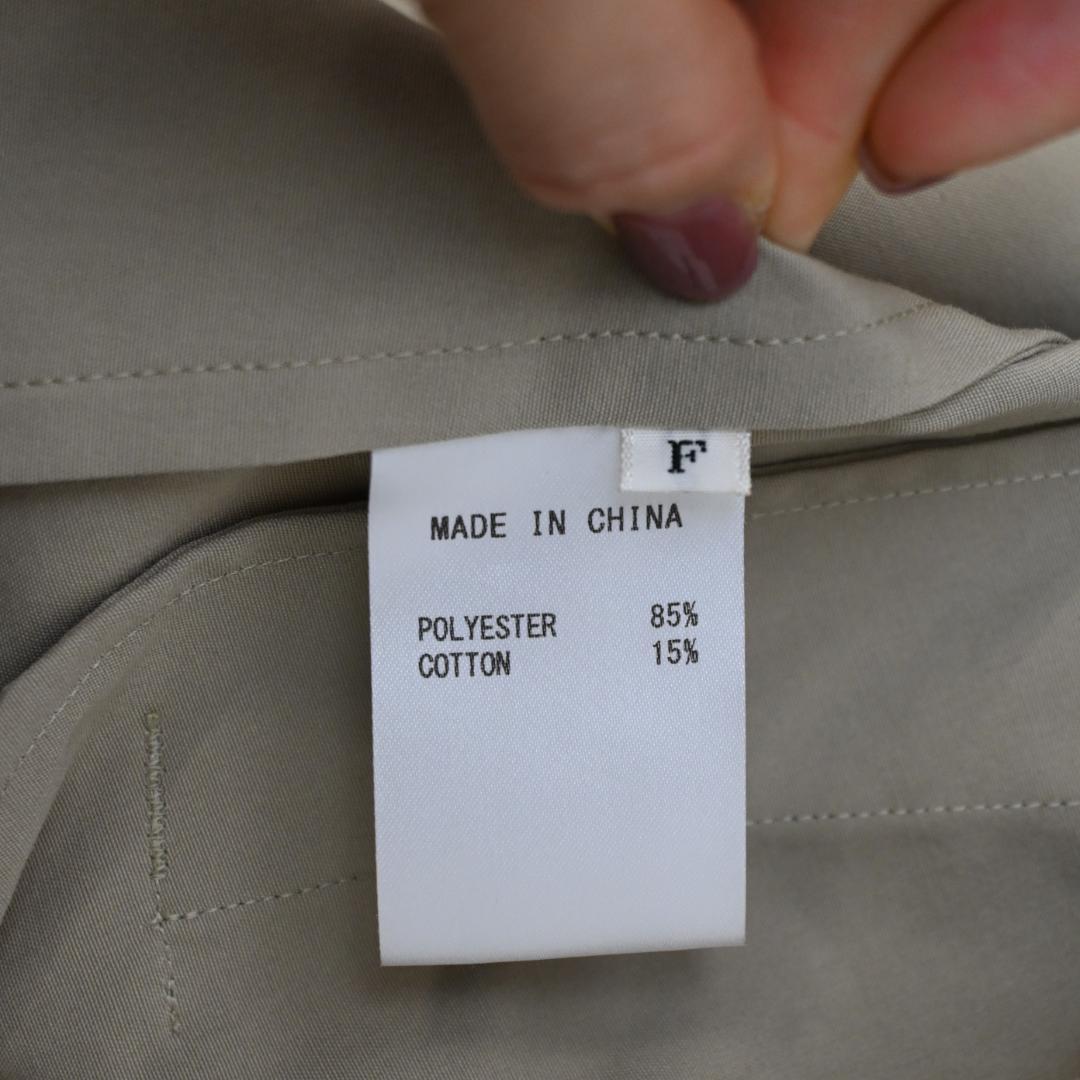 F
MADE IN CHINA
POLYESTER 85%
COTTON 15%